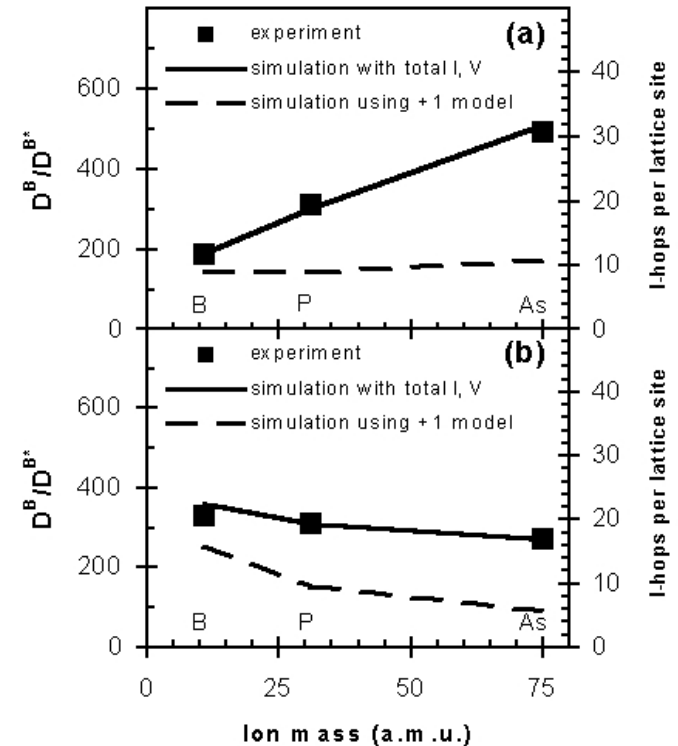 (a)
experiment
simulation with total I, V
simulation using +1 model
600
400
200
0
40
30
20
10
0
D^B/D^B*
I-hops per lattice site
B P As
(b)
experiment
simulation with total I, V
simulation using +1 model
600
400
200
0
40
30
20
10
0
D^B/D^B*
I-hops per lattice site
B P As
0 25 50 75
Ion mass (a.m.u.)